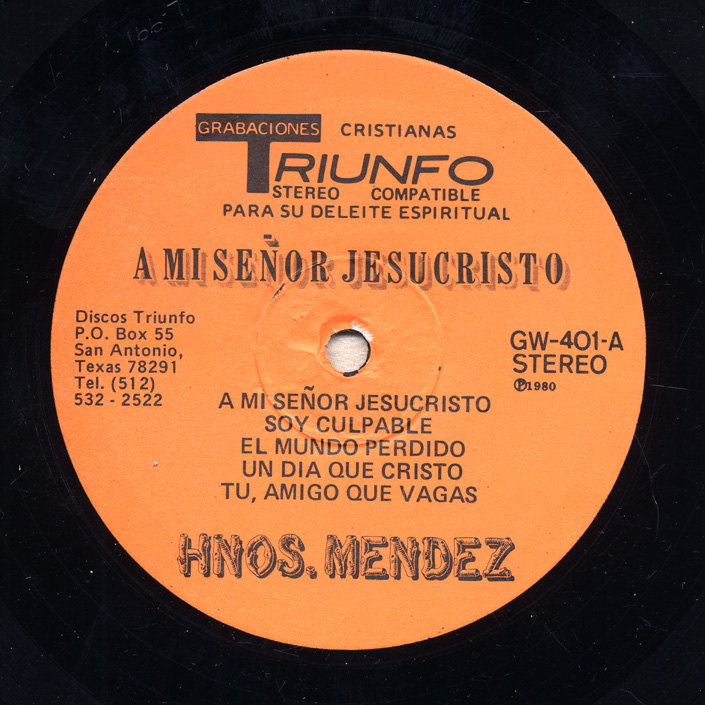 GRABACIONES CRISTIANAS
TRIUNFO
STEREO COMPATIBLE
PARA SU DELEITE ESPIRITUAL
A MI SEÑOR JESUCRISTO
Discos Triunfo
P.O. Box 55
San Antonio,
Texas 78291
Tel. (512)
532 - 2522
GW-401-A
STEREO
℗1980
A MI SEÑOR JESUCRISTO
SOY CULPABLE
EL MUNDO PERDIDO
UN DIA QUE CRISTO
TU, AMIGO QUE VAGAS
HNOS. MENDEZ